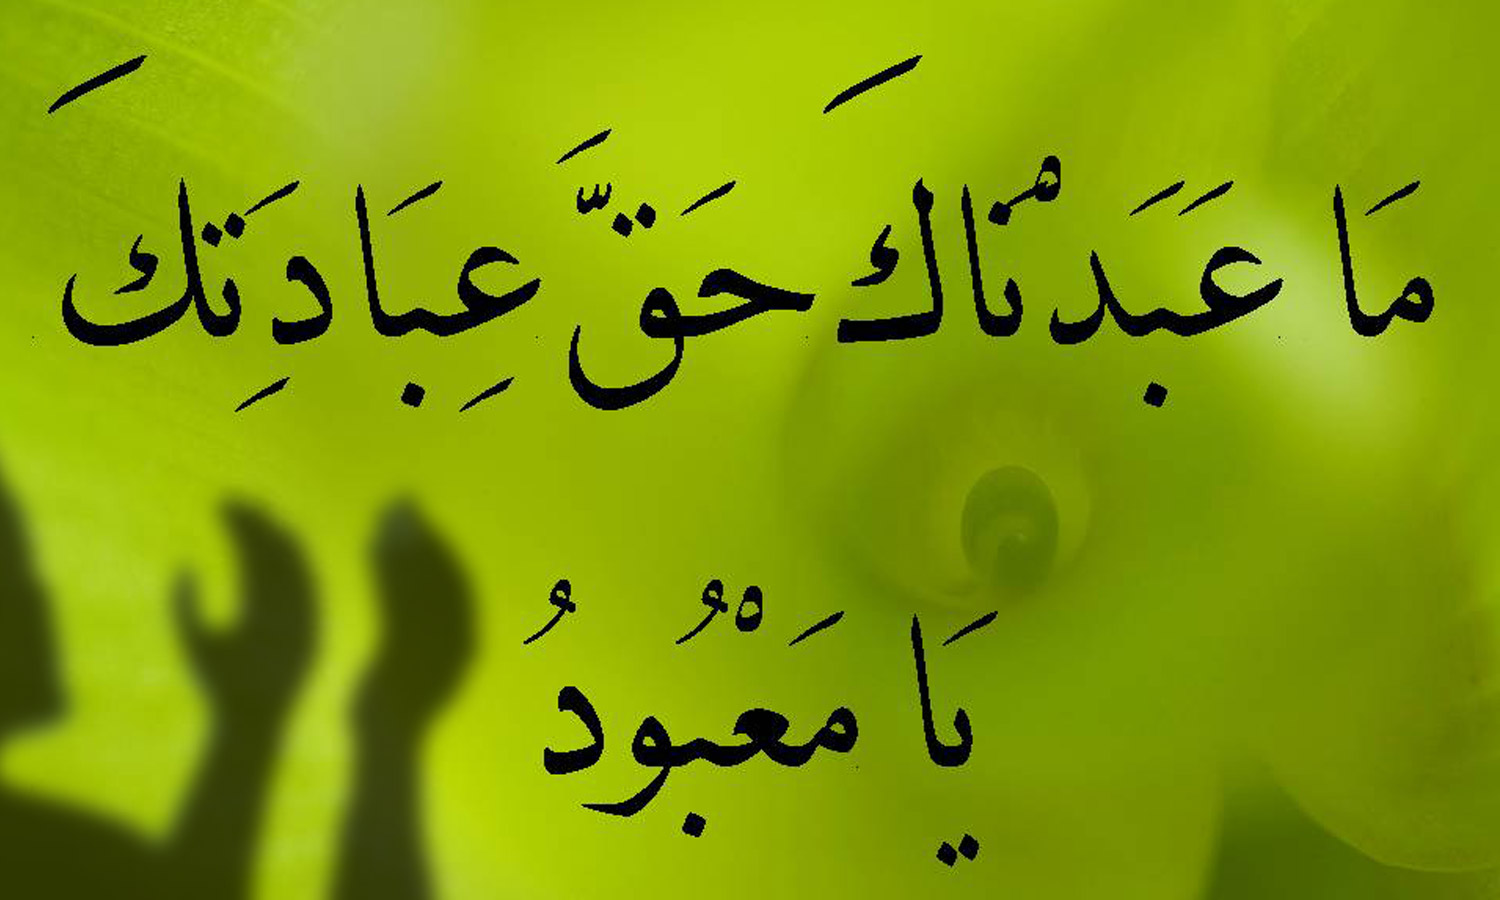 مَا عَبَدْنَاكَ حَقَّ عِبَادَتِكَ
يَا مَعْبُودُ